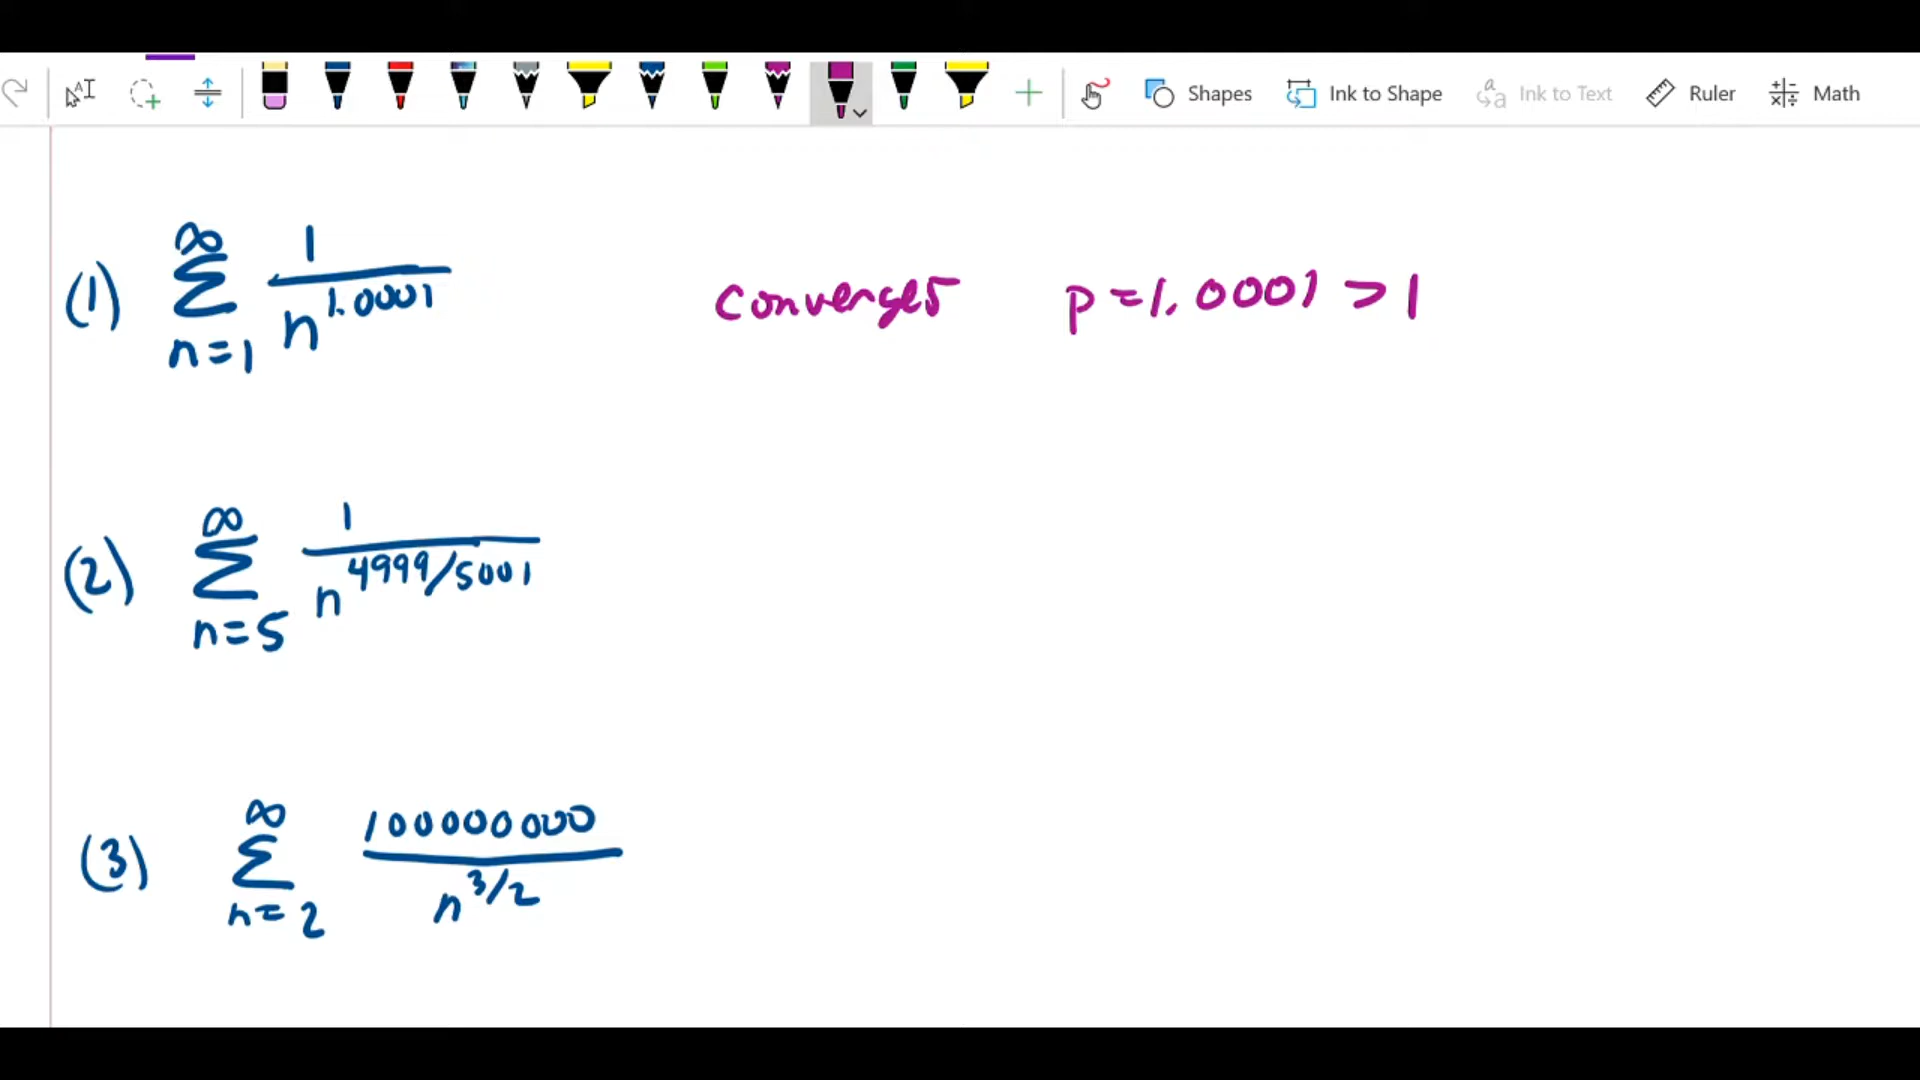 Shapes Ink to Shape Ink to Text Ruler Math
(1) ∞ Σ n=1 1/n^1.0001 converges p=1.0001 > 1
(2) ∞ Σ n=5 1/n^4999/5001
(3) ∞ Σ n=2 100000000/n^3/2